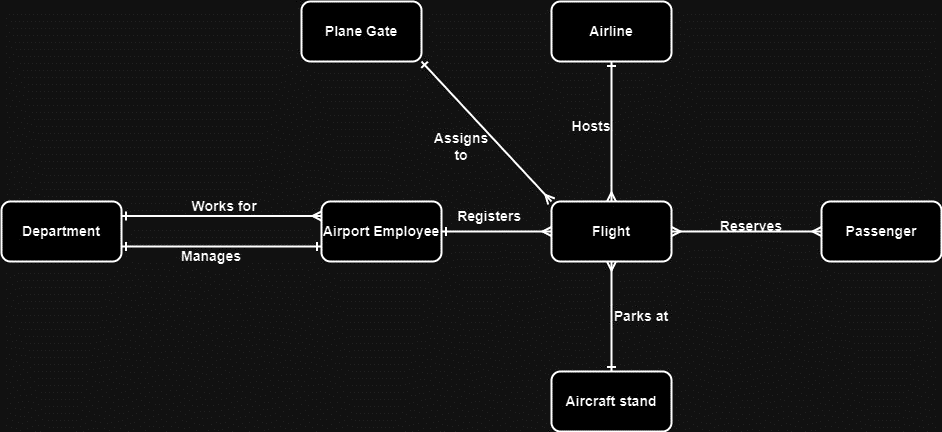 Plane Gate
Airline
Assigns
to
Hosts
Works for
Registers
Reserves
Department
Airport Employee
Flight
Passenger
Manages
Parks at
Aircraft stand